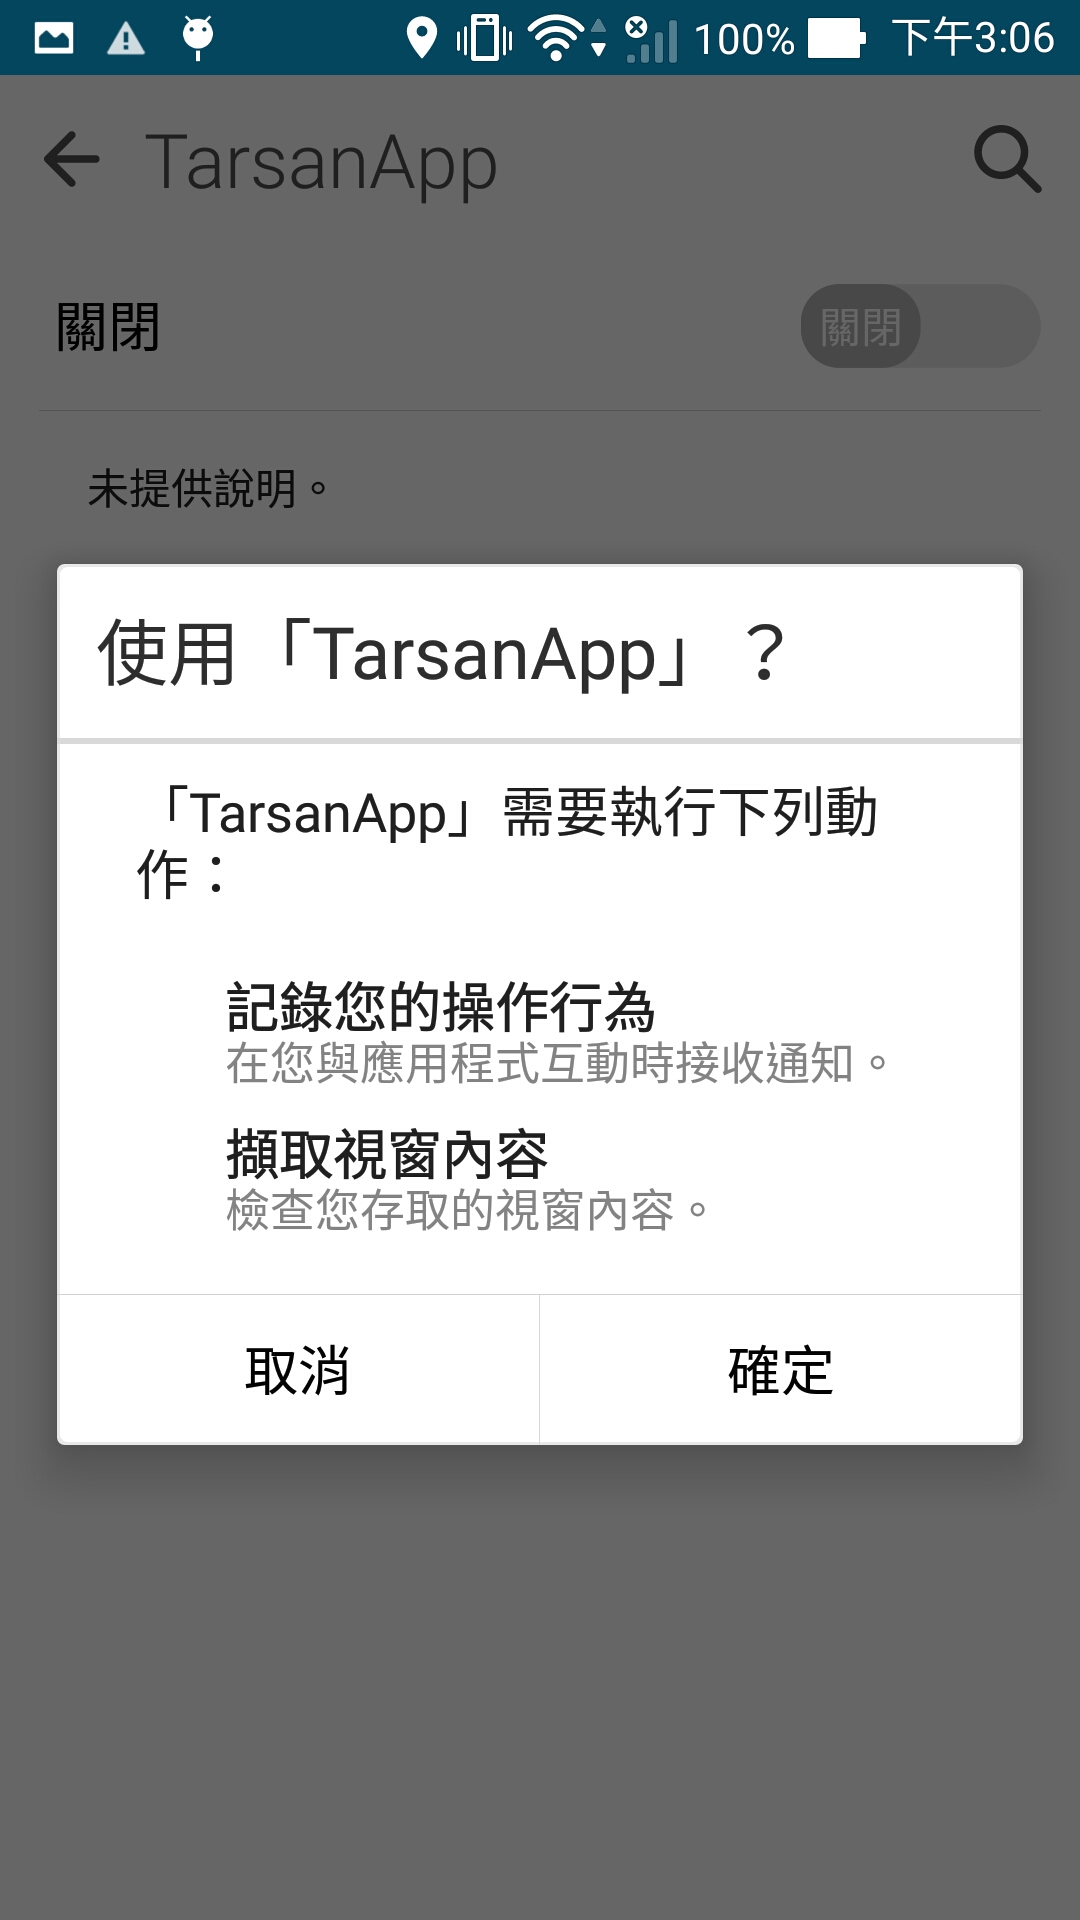 100% 下午3:06
TarsanApp
關閉
關閉
未提供說明。
使用「TarsanApp」？
「TarsanApp」需要執行下列動
作：
記錄您的操作行為
在您與應用程式互動時接收通知。
擷取視窗內容
檢查您存取的視窗內容。
取消
確定